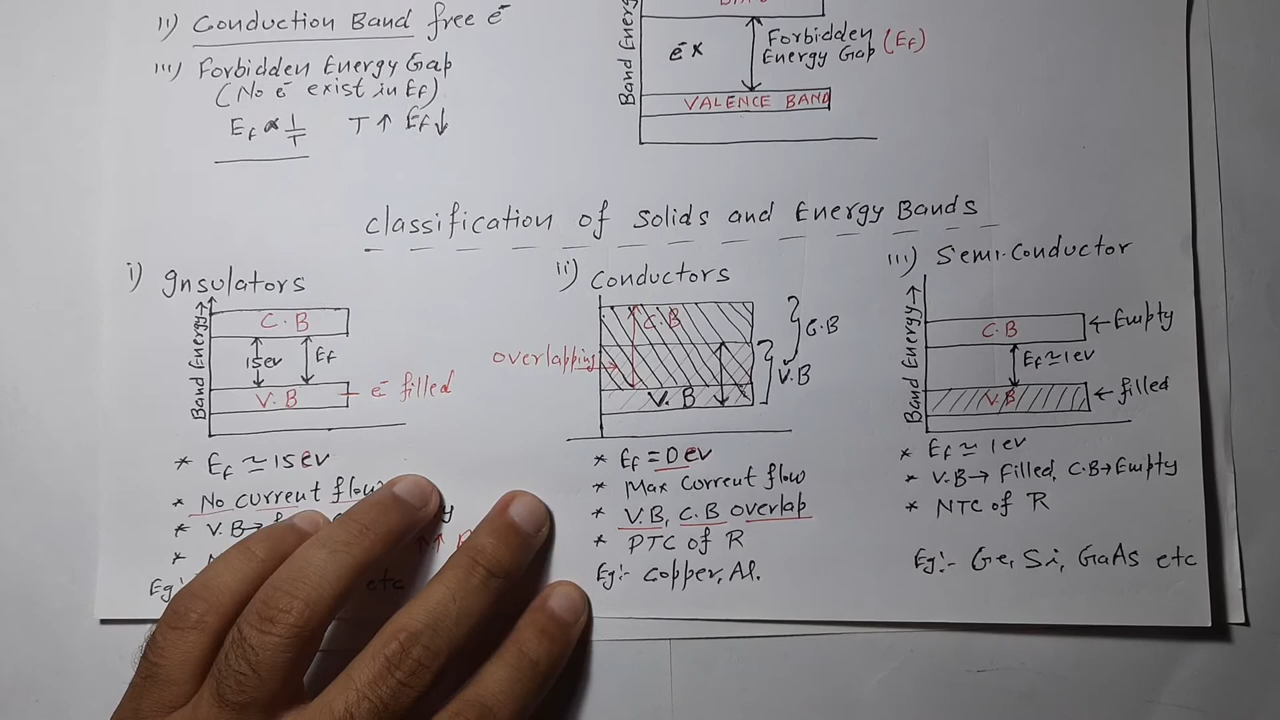 ii) Conduction Band free e⁻
iii) Forbidden Energy Gap
(No e⁻ exist in Ef)
Ef ∝ 1/T T↑ Ef↓
Band Energy
e⁻ x
Forbidden Energy Gap (Ef)
VALENCE BAND
Classification of Solids and Energy Bands
i) Insulators
Band Energy→
C.B
15ev
Ef
V.B
e⁻ filled
* Ef ≃ 15ev
* No current flow
* V.B→
*
Eg:-
etc
ii) Conductors
C.B
overlapping
V.B
C.B
V.B
* Ef = 0ev
* Max Current flow
* V.B, C.B overlap
* PTC of R
Eg:- Copper, Al.
iii) Semi-Conductor
Band Energy→
C.B
←Empty
Ef≃1ev
V.B
←filled
* Ef ≃ 1ev
* V.B→ Filled, C.B→Empty
* NTC of R
Eg:- Ge, Si, GaAs etc